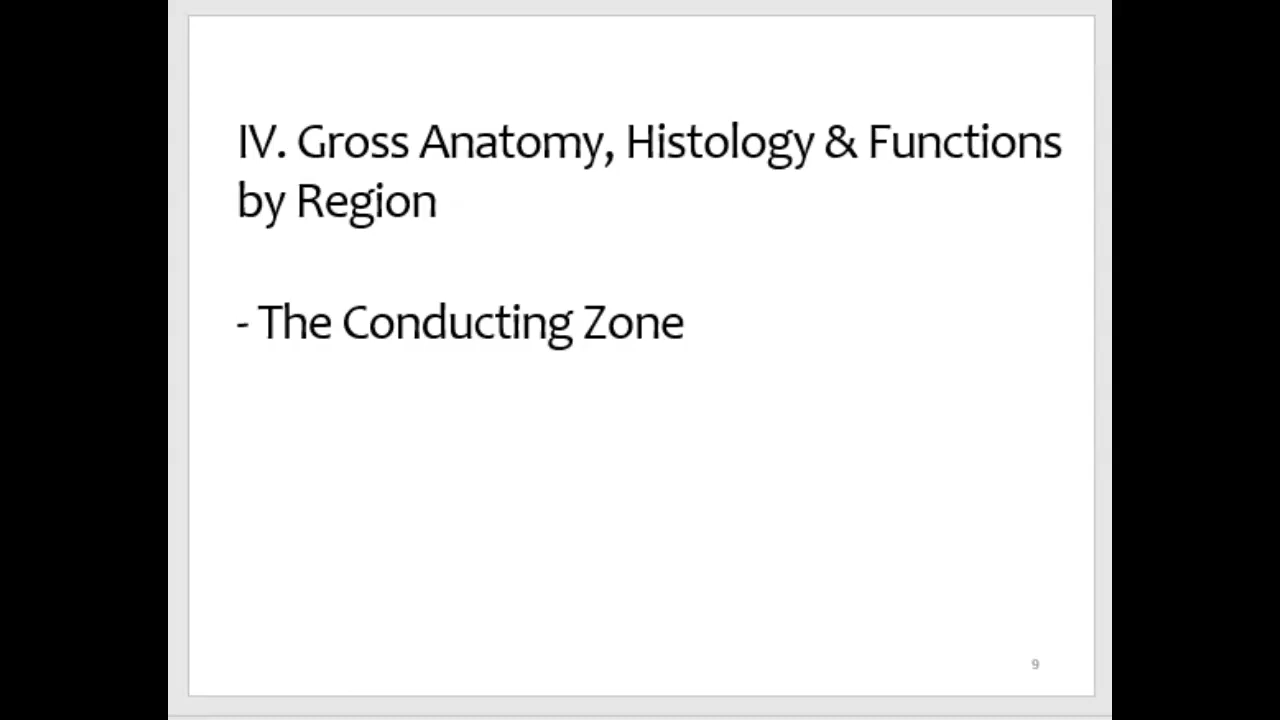 IV. Gross Anatomy, Histology & Functions
by Region
- The Conducting Zone
9